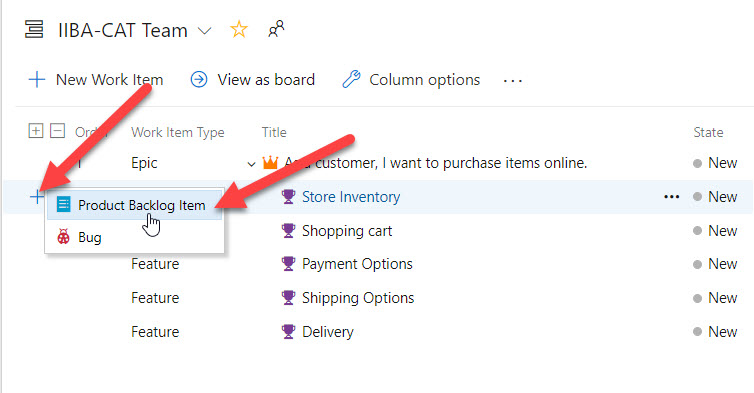 IIBA-CAT Team
New Work Item View as board Column options ...
Order Work Item Type Title State
1 Epic As a customer, I want to purchase items online. New
Store Inventory ... New
Product Backlog Item
Shopping cart New
Bug
Feature Payment Options New
Feature Shipping Options New
Feature Delivery New